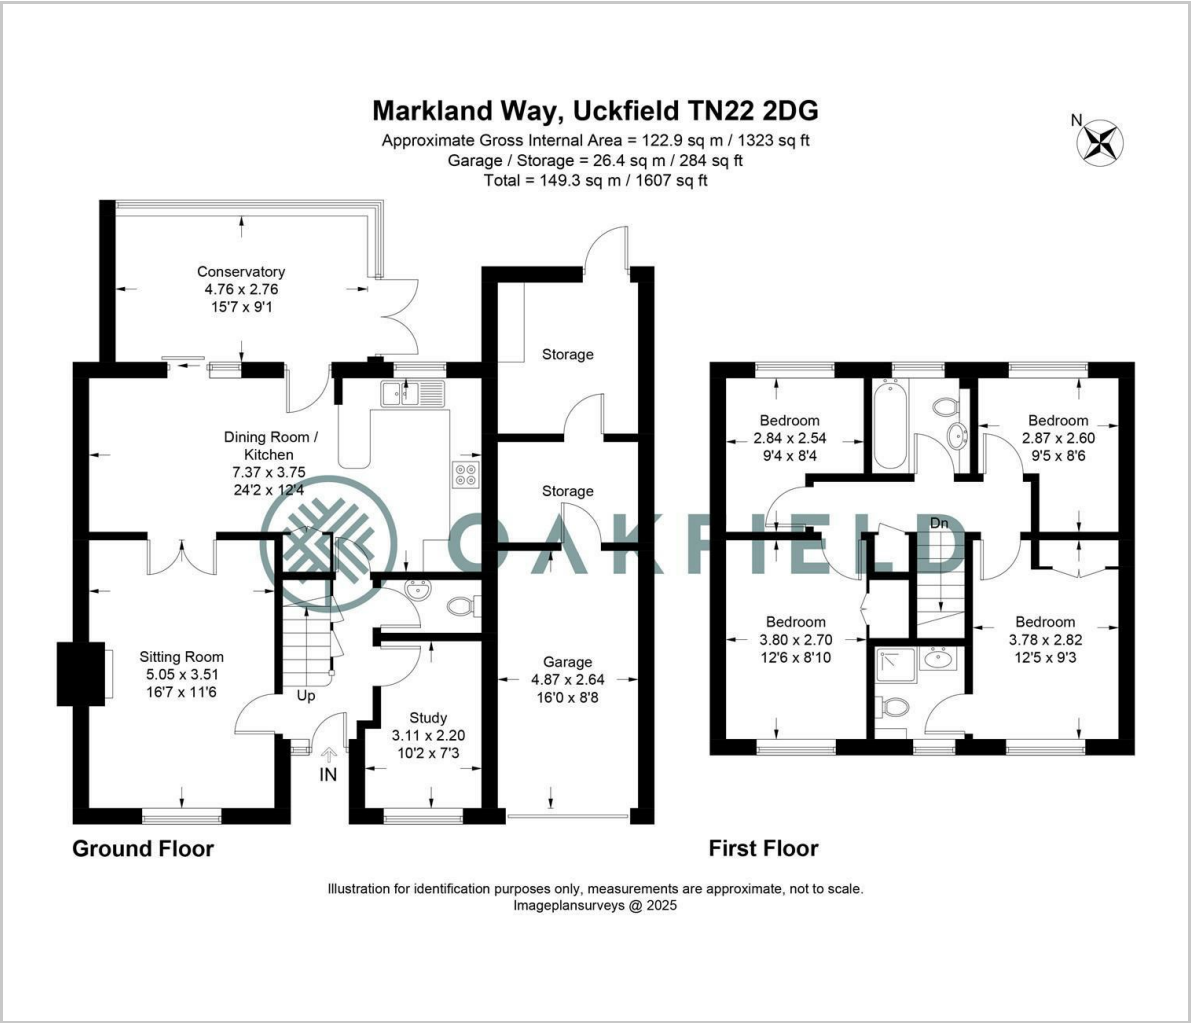 Markland Way, Uckfield TN22 2DG
Approximate Gross Internal Area = 122.9 sq m / 1323 sq ft
Garage / Storage = 26.4 sq m / 284 sq ft
Total = 149.3 sq m / 1607 sq ft
N
Conservatory
4.76 x 2.76
15'7 x 9'1
Storage
Dining Room /
Kitchen
7.37 x 3.75
24'2 x 12'4
Storage
Sitting Room
5.05 x 3.51
16'7 x 11'6
Up
IN
Study
3.11 x 2.20
10'2 x 7'3
Garage
4.87 x 2.64
16'0 x 8'8
Ground Floor
Bedroom
2.84 x 2.54
9'4 x 8'4
Bedroom
2.87 x 2.60
9'5 x 8'6
Dn
OAKFIELD
Bedroom
3.80 x 2.70
12'6 x 8'10
Bedroom
3.78 x 2.82
12'5 x 9'3
First Floor
Illustration for identification purposes only, measurements are approximate, not to scale.
Imageplansurveys @ 2025